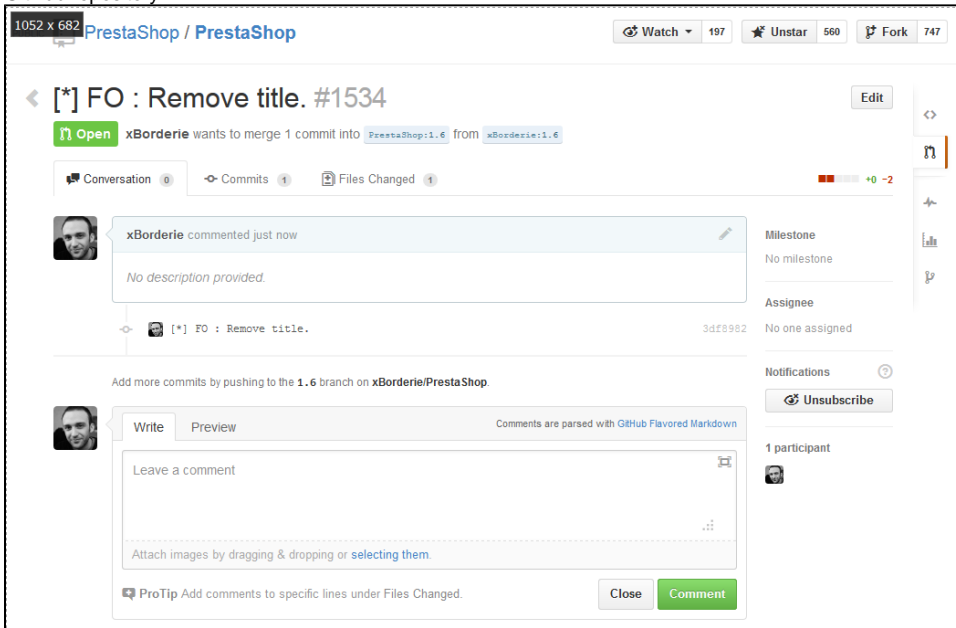 1052 x 682
PrestaShop / PrestaShop
Watch 197 Unstar 560 Fork 747
[*] FO : Remove title. #1534
Edit
Open xBorderie wants to merge 1 commit into PrestaShop:1.6 from xBorderie:1.6
Conversation 0 Commits 1 Files Changed 1 +0 -2
xBorderie commented just now
No description provided.
[*] FO : Remove title. 3df8982
Add more commits by pushing to the 1.6 branch on xBorderie/PrestaShop.
Write Preview Comments are parsed with GitHub Flavored Markdown
Leave a comment
Attach images by dragging & dropping or selecting them.
ProTip Add comments to specific lines under Files Changed.
Close Comment
Milestone
No milestone
Assignee
No one assigned
Notifications ?
Unsubscribe
1 participant